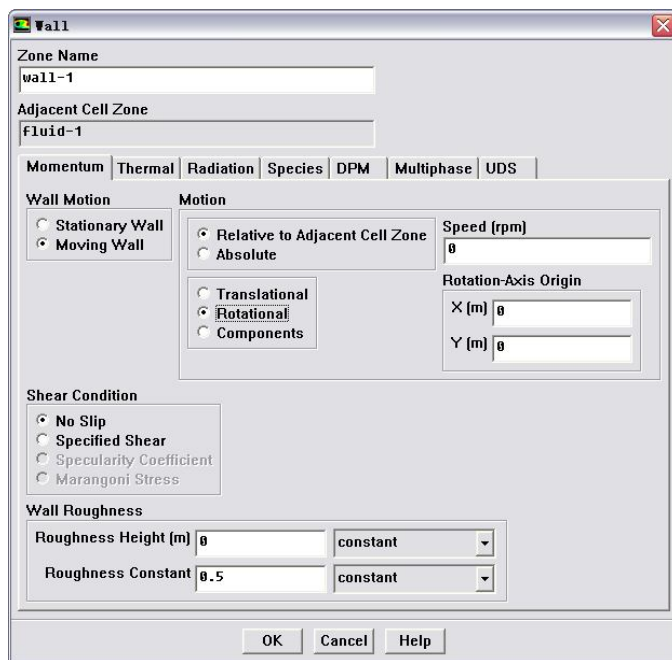 Wall
Zone Name
wall-1
Adjacent Cell Zone
fluid-1
Momentum Thermal Radiation Species DPM Multiphase UDS
Wall Motion
Stationary Wall
Moving Wall
Motion
Relative to Adjacent Cell Zone
Absolute
Translational
Rotational
Components
Speed (rpm)
0
Rotation-Axis Origin
X (m) 0
Y (m) 0
Shear Condition
No Slip
Specified Shear
Specularity Coefficient
Marangoni Stress
Wall Roughness
Roughness Height (m) 0 constant
Roughness Constant 0.5 constant
OK Cancel Help